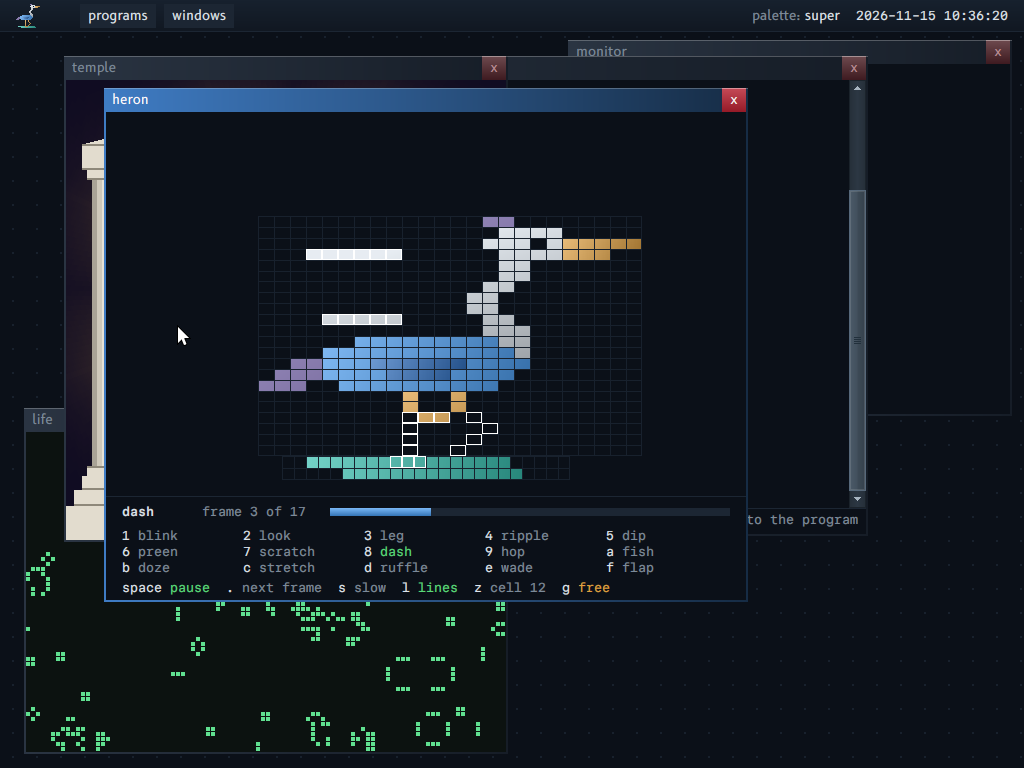 programs windows palette: super 2026-11-15 10:36:20
monitor x
temple x x
heron x
life
dash frame 3 of 17
1 blink 2 look 3 leg 4 ripple 5 dip
6 preen 7 scratch 8 dash 9 hop a fish
b doze c stretch d ruffle e wade f flap
space pause . next frame s slow l lines z cell 12 g free
to the program